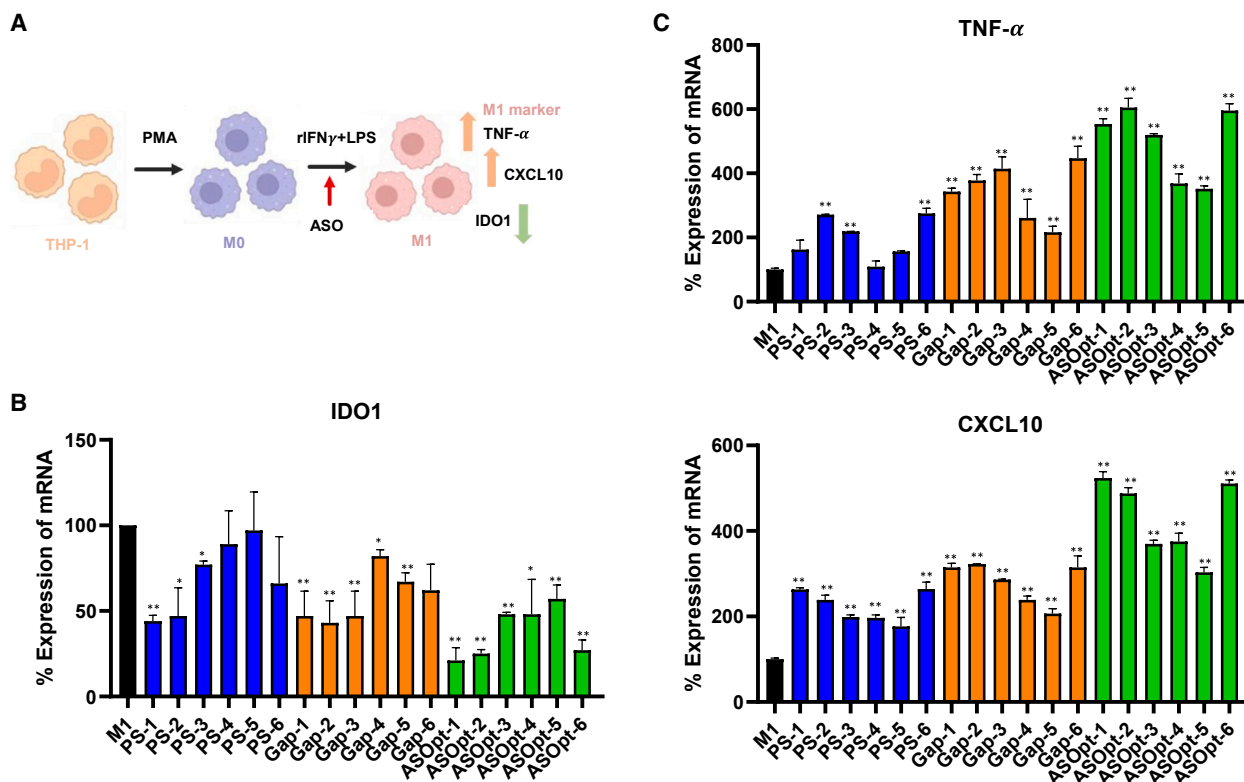 A
PMA
rIFNγ+LPS
ASO
THP-1
M0
M1
M1 marker
TNF-α
CXCL10
IDO1
B
IDO1
% Expression of mRNA
150
100
50
0
** * * ** ** ** * ** ** ** ** * ** **
M1 PS-1 PS-2 PS-3 PS-4 PS-5 PS-6 Gap-1 Gap-2 Gap-3 Gap-4 Gap-5 Gap-6 ASOpt-1 ASOpt-2 ASOpt-3 ASOpt-4 ASOpt-5 ASOpt-6
C
TNF-α
% Expression of mRNA
800
600
400
200
0
** ** ** ** ** ** ** ** ** ** ** ** ** ** **
M1 PS-1 PS-2 PS-3 PS-4 PS-5 PS-6 Gap-1 Gap-2 Gap-3 Gap-4 Gap-5 Gap-6 ASOpt-1 ASOpt-2 ASOpt-3 ASOpt-4 ASOpt-5 ASOpt-6
CXCL10
% Expression of mRNA
600
400
200
0
** ** ** ** ** ** ** ** ** ** ** ** ** ** ** ** ** **
M1 PS-1 PS-2 PS-3 PS-4 PS-5 PS-6 Gap-1 Gap-2 Gap-3 Gap-4 Gap-5 Gap-6 ASOpt-1 ASOpt-2 ASOpt-3 ASOpt-4 ASOpt-5 ASOpt-6